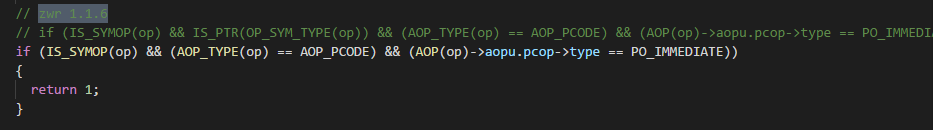 // zwr 1.1.6
// if (IS_SYMOP(op) && IS_PTR(OP_SYM_TYPE(op)) && (AOP_TYPE(op) == AOP_PCODE) && (AOP(op)->aopu.pcop->type == PO_IMMEDIA
if (IS_SYMOP(op) && (AOP_TYPE(op) == AOP_PCODE) && (AOP(op)->aopu.pcop->type == PO_IMMEDIATE))
{
return 1;
}